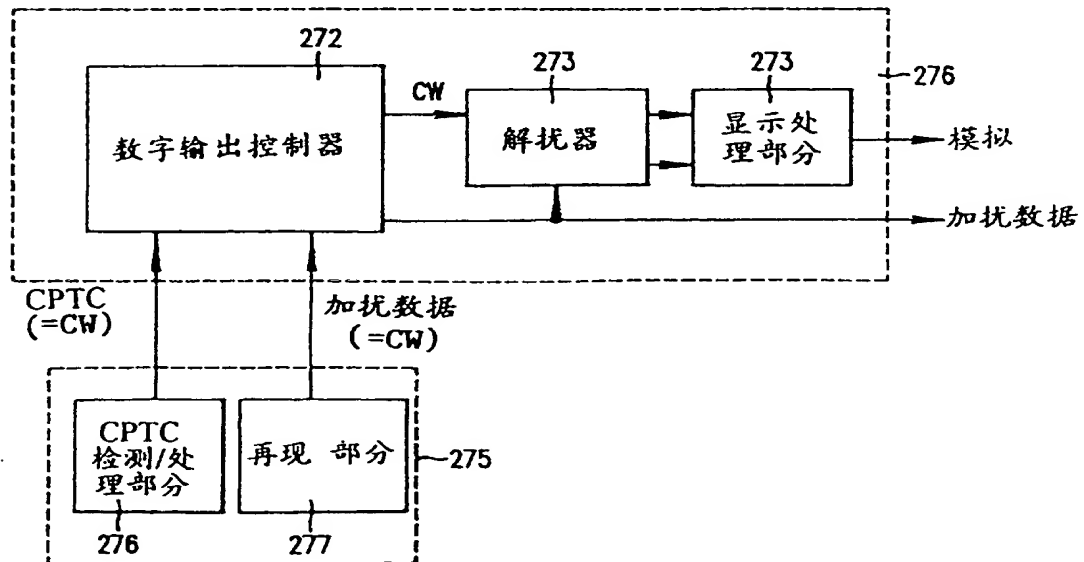 272
273
273
276
数字输出控制器
CW
解扰器
显示处
理部分
模拟
加扰数据
CPTC
(=CW)
加扰数据
(=CW)
CPTC
检测/处
理部分
再现 部分
275
276
277